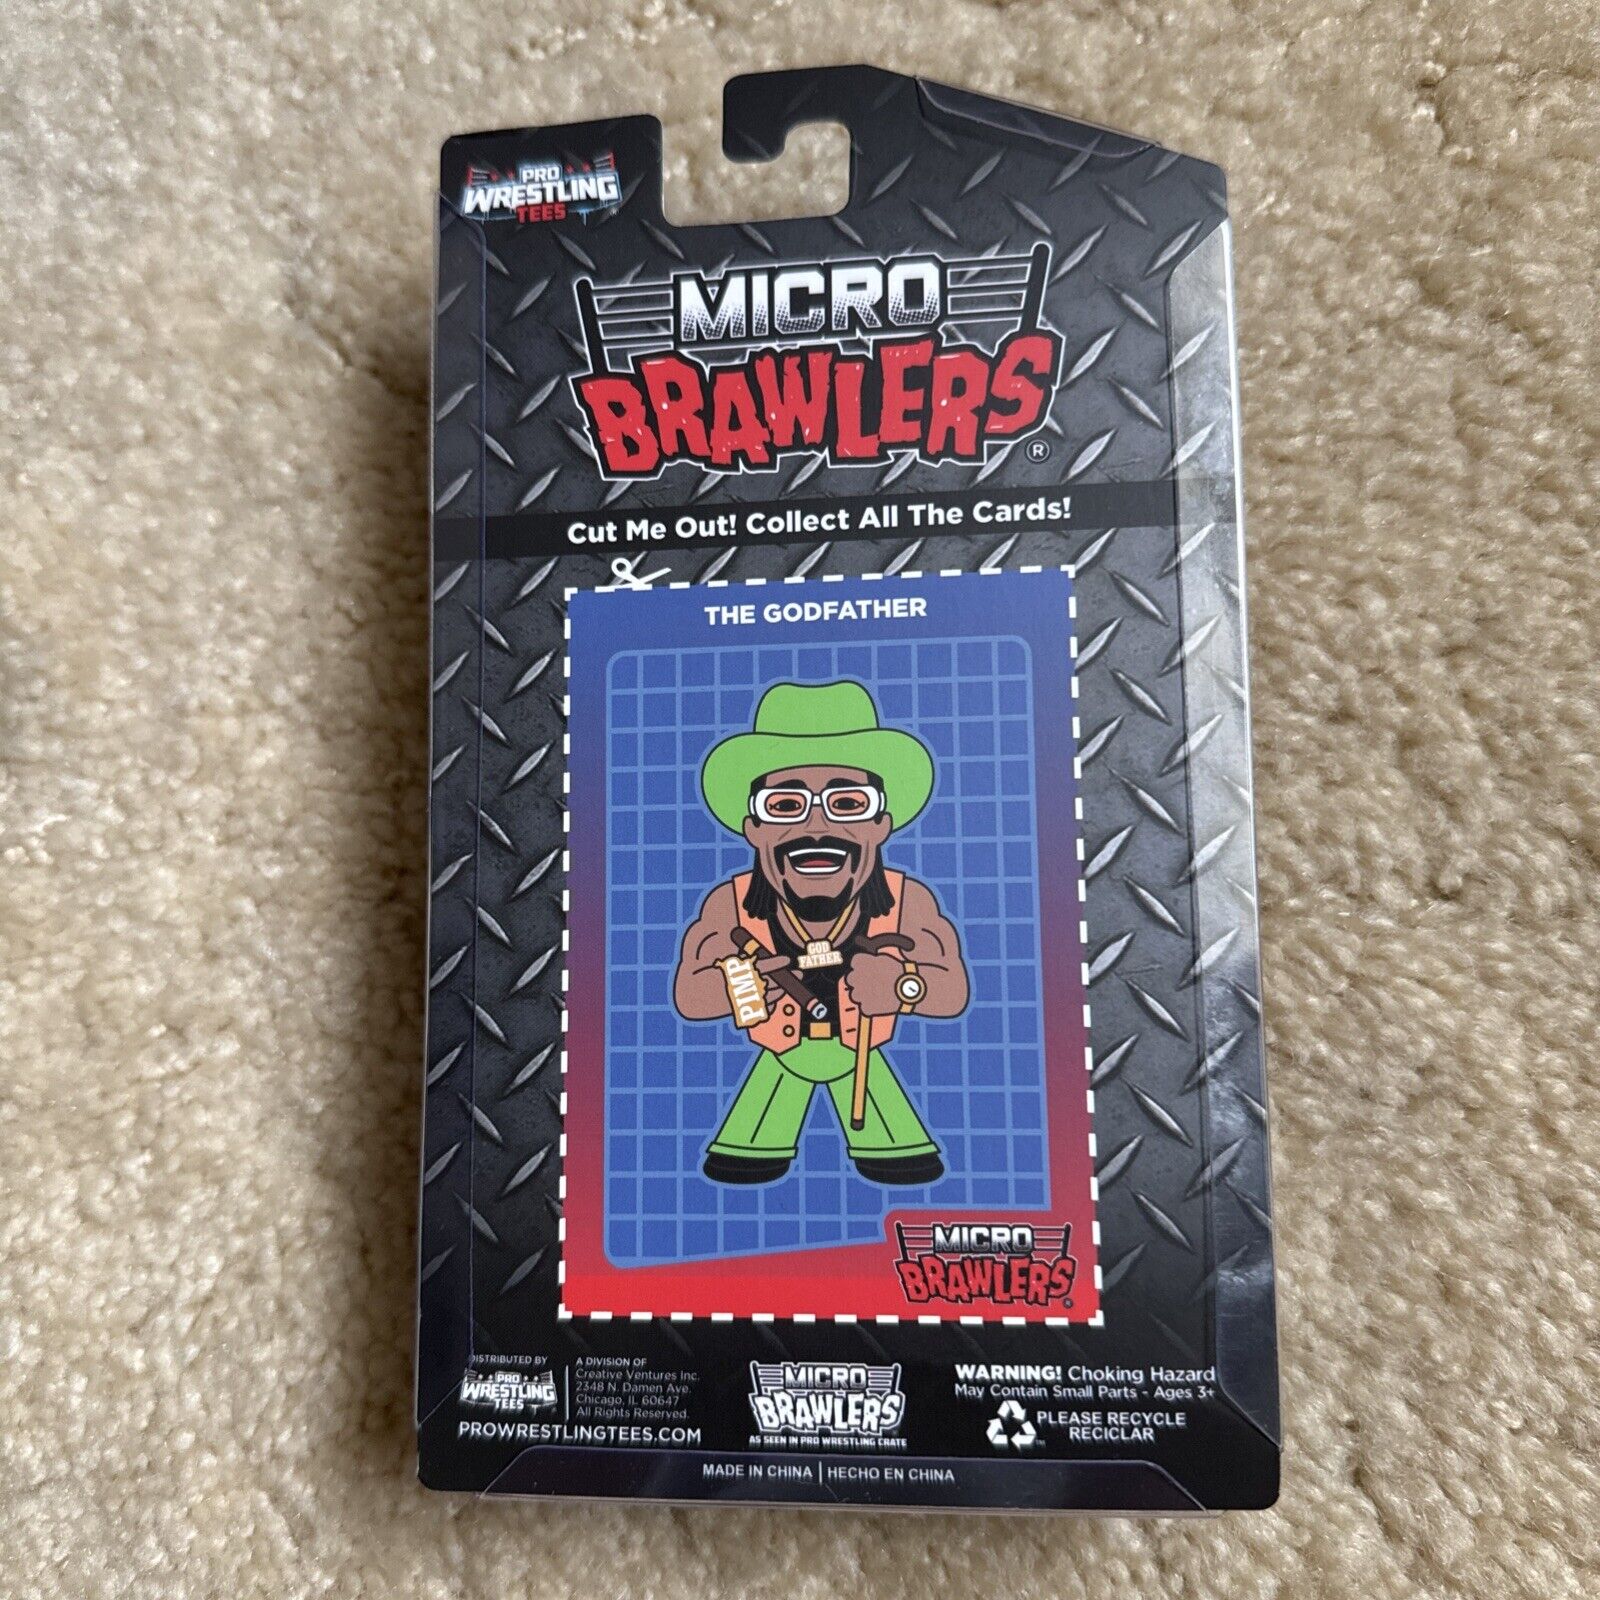 PRO
WRESTLING
TEES
®
MICRO
BRAWLERS
®
Cut Me Out! Collect All The Cards!
THE GODFATHER
GOD
FATHER
PIMP
MICRO
BRAWLERS
®
DISTRIBUTED BY
PRO
WRESTLING
TEES
PROWRESTLINGTEES.COM
A DIVISION OF
Creative Ventures Inc.
2348 N. Damen Ave.
Chicago, IL 60647
All Rights Reserved.
MICRO
BRAWLERS
AS SEEN IN PRO WRESTLING CRATE
WARNING! Choking Hazard
May Contain Small Parts - Ages 3+
PLEASE RECYCLE
RECICLAR
MADE IN CHINA | HECHO EN CHINA